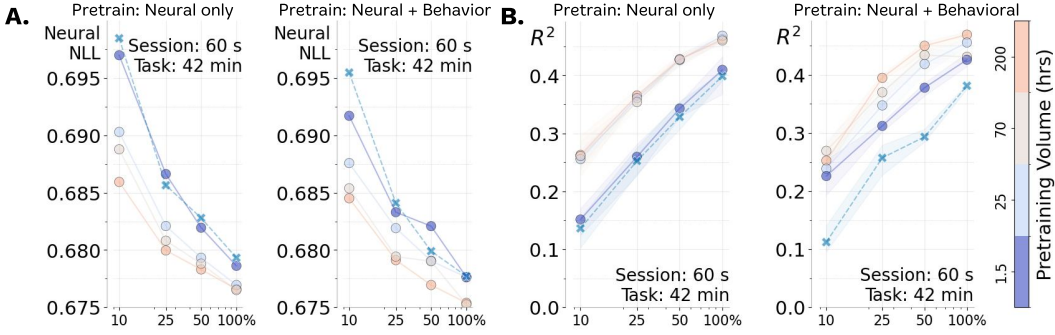 A.
Pretrain: Neural only
Neural
NLL
Session: 60 s
Task: 42 min
0.695
0.690
0.685
0.680
0.675
10 25 50 100%
Pretrain: Neural + Behavior
Session: 60 s
Task: 42 min
0.695
0.690
0.685
0.680
0.675
10 25 50 100%
B.
Pretrain: Neural only
R²
0.4
0.3
0.2
0.1
0.0
Session: 60 s
Task: 42 min
10 25 50 100%
Pretrain: Neural + Behavioral
R²
0.4
0.3
0.2
0.1
0.0
Session: 60 s
Task: 42 min
10 25 50 100%
200
70
25
1.5
Pretraining Volume (hrs)